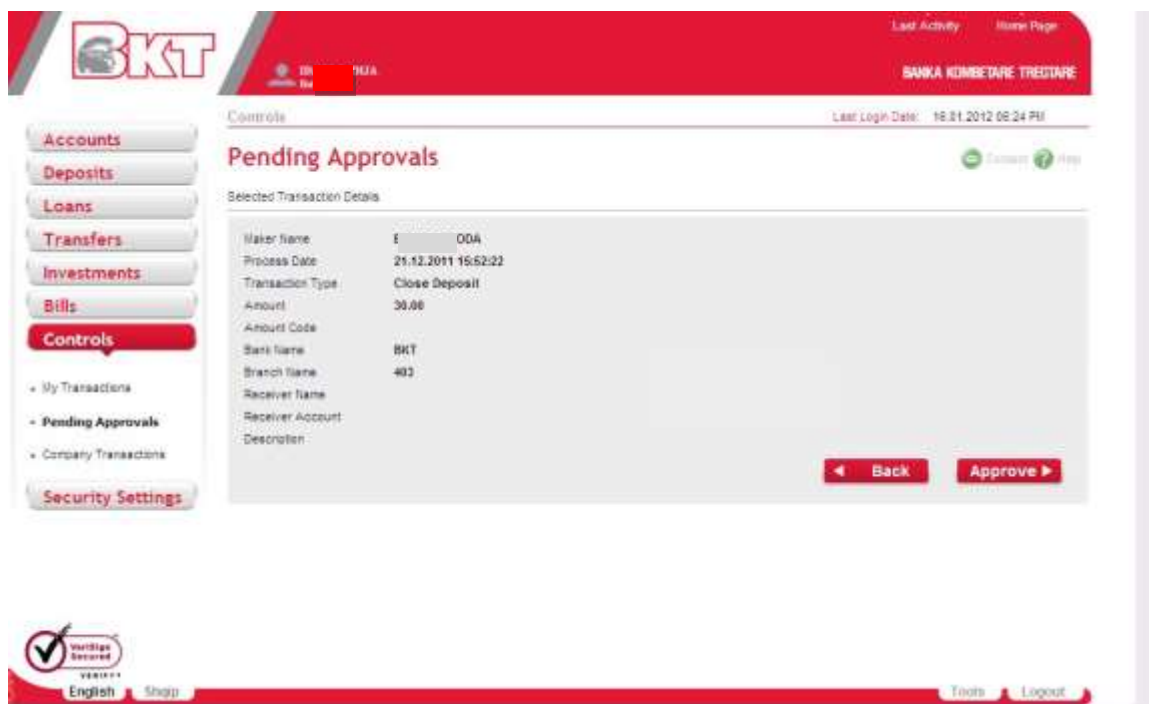 Last Activity Home Page
BKT
BANKA KOMBETARE TREGTARE
Controls Last Login Date: 16.01.2012 06:24 PM
Accounts
Pending Approvals
Contact Help
Deposits
Selected Transaction Details
Loans
Transfers
Investments
Bills
Controls
My Transactions
Pending Approvals
Company Transactions
Security Settings
Maker Name E ODA
Process Date 21.12.2011 15:52:22
Transaction Type Close Deposit
Amount 30.00
Amount Code
Bank Name BKT
Branch Name 403
Receiver Name
Receiver Account
Description
Back Approve
VeriSign
Secured
VERIFY
English Shqip Tools Logout